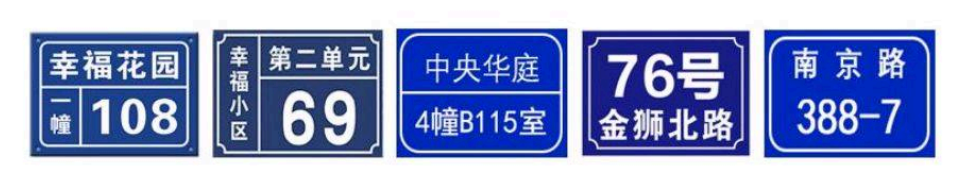 幸福花园
一幢 108
幸福小区
第二单元
69
中央华庭
4幢B115室
76号
金狮北路
南京路
388-7